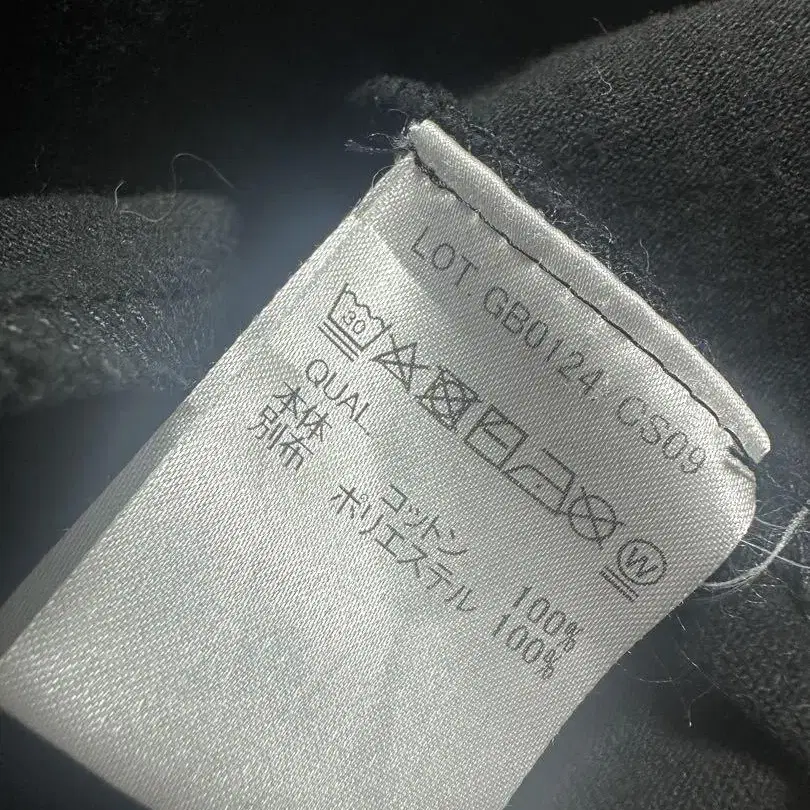 LOT. GB0124. CS09
30 W
QUAL
本体 コットン 100%
別布 ポリエステル 100%